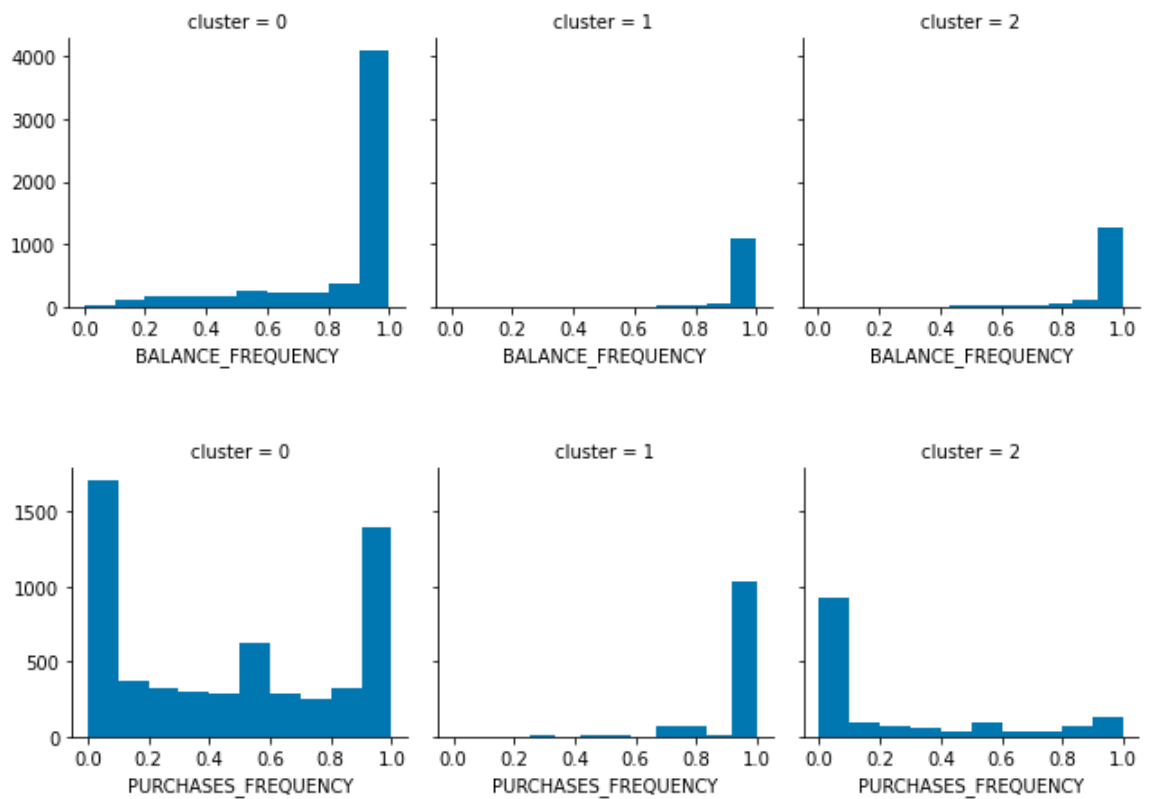 cluster = 0 cluster = 1 cluster = 2
4000
3000
2000
1000
0
0.0 0.2 0.4 0.6 0.8 1.0 0.0 0.2 0.4 0.6 0.8 1.0 0.0 0.2 0.4 0.6 0.8 1.0
BALANCE_FREQUENCY BALANCE_FREQUENCY BALANCE_FREQUENCY
cluster = 0 cluster = 1 cluster = 2
1500
1000
500
0
0.0 0.2 0.4 0.6 0.8 1.0 0.0 0.2 0.4 0.6 0.8 1.0 0.0 0.2 0.4 0.6 0.8 1.0
PURCHASES_FREQUENCY PURCHASES_FREQUENCY PURCHASES_FREQUENCY